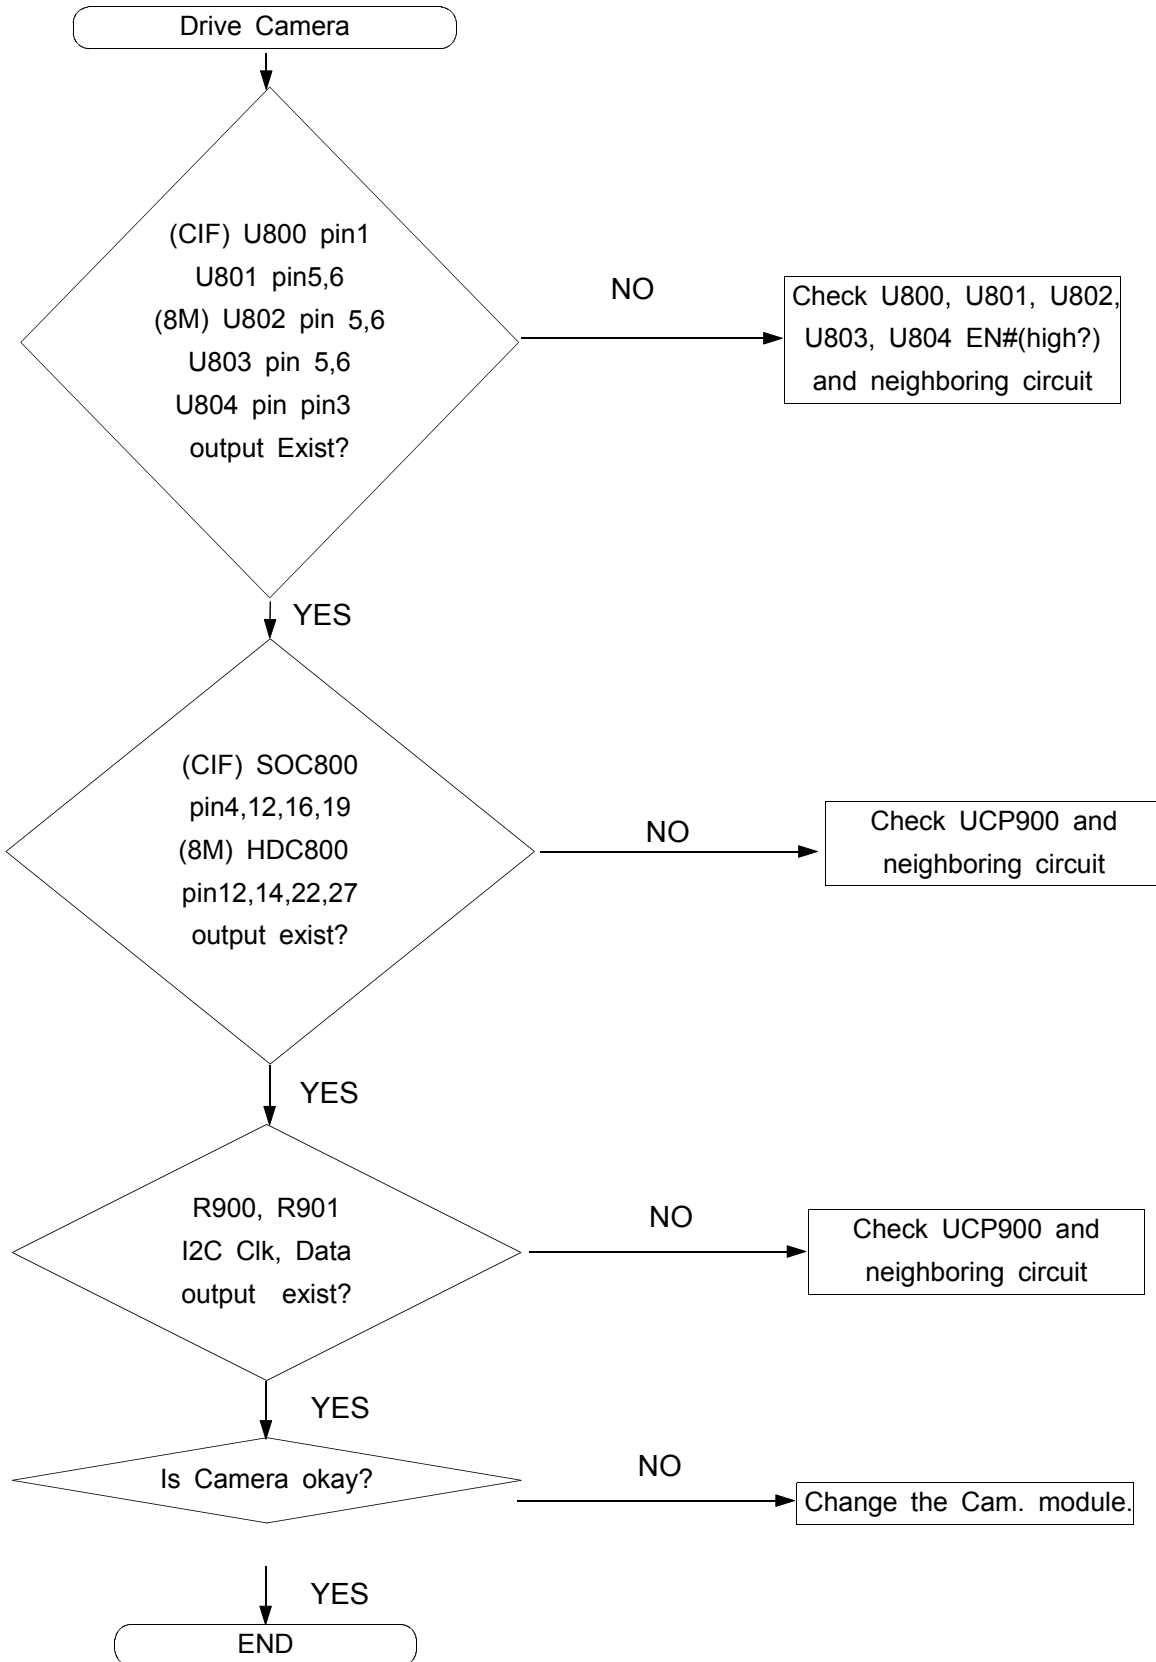 Drive Camera
(CIF) U800 pin1
U801 pin5,6
(8M) U802 pin 5,6
U803 pin 5,6
U804 pin pin3
output Exist?
NO
Check U800, U801, U802,
U803, U804 EN#(high?)
and neighboring circuit
YES
(CIF) SOC800
pin4,12,16,19
(8M) HDC800
pin12,14,22,27
output exist?
NO
Check UCP900 and
neighboring circuit
YES
R900, R901
I2C Clk, Data
output exist?
NO
Check UCP900 and
neighboring circuit
YES
Is Camera okay?
NO
Change the Cam. module.
YES
END